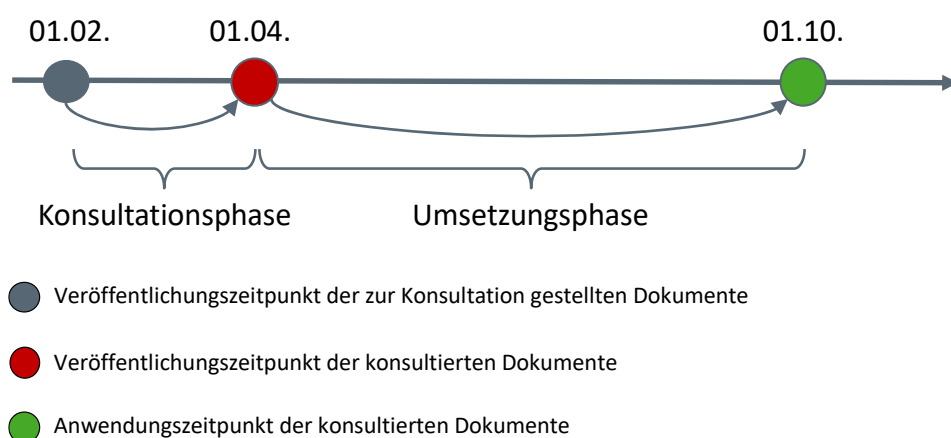 01.02. 01.04. 01.10.
Konsultationsphase Umsetzungsphase
Veröffentlichungszeitpunkt der zur Konsultation gestellten Dokumente
Veröffentlichungszeitpunkt der konsultierten Dokumente
Anwendungszeitpunkt der konsultierten Dokumente